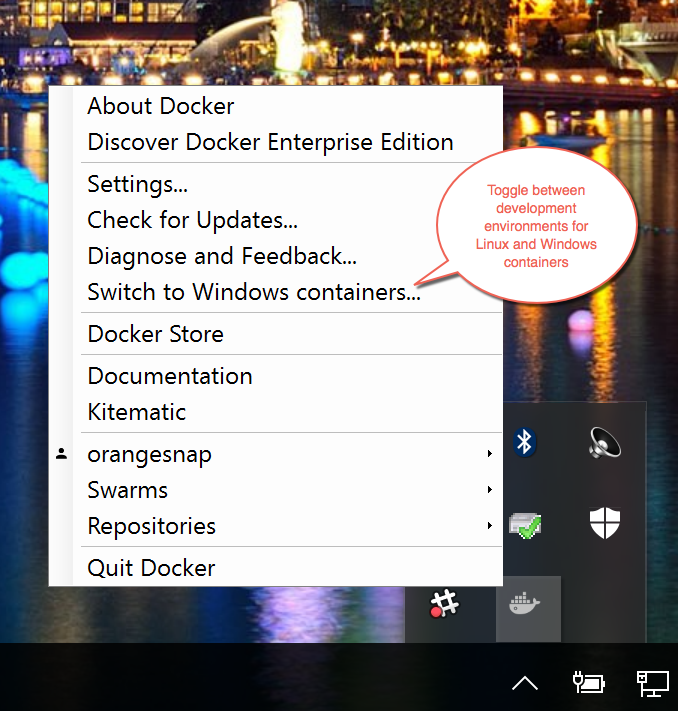 About Docker
Discover Docker Enterprise Edition
Settings...
Check for Updates...
Diagnose and Feedback...
Switch to Windows containers...
Toggle between
development
environments for
Linux and Windows
containers
Docker Store
Documentation
Kitematic
orangesnap
Swarms
Repositories
Quit Docker